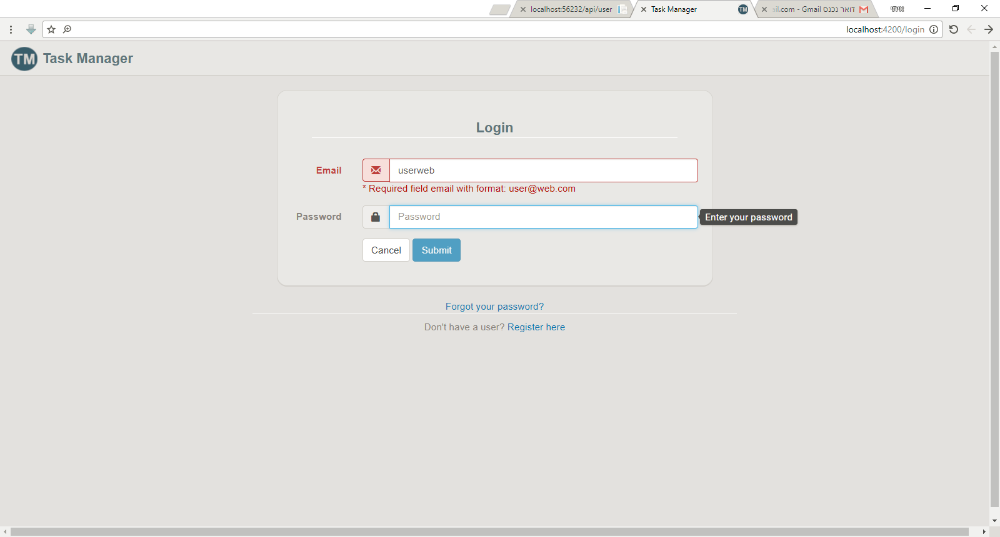 localhost:56232/api/user
Task Manager
TM
ail.com - Gmail דואר נכנס
איתי
localhost:4200/login
TM Task Manager
Login
Email
userweb
* Required field email with format: user@web.com
Password
Password
Enter your password
Cancel
Submit
Forgot your password?
Don't have a user? Register here